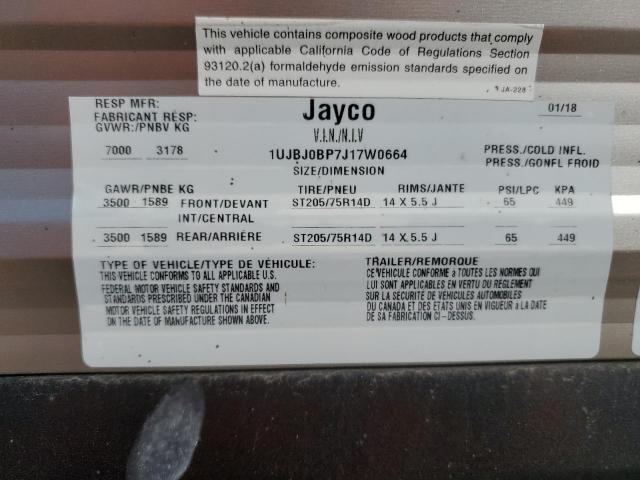 This vehicle contains composite wood products that comply
with applicable California Code of Regulations Section
93120.2(a) formaldehyde emission standards specified on
the date of manufacture.
JA-228
RESP MFR: Jayco 01/18
FABRICANT RESP:
GVWR:/PNBV KG V.I.N./N.I.V
7000 3178 1UJBJ0BP7J17W0664 PRESS./COLD INFL.
SIZE/DIMENSION PRESS./GONFL FROID
GAWR/PNBE KG TIRE/PNEU RIMS/JANTE PSI/LPC KPA
3500 1589 FRONT/DEVANT ST205/75R14D 14 X 5.5 J 65 449
INT/CENTRAL
3500 1589 REAR/ARRIÈRE ST205/75R14D 14 X 5.5 J 65 449
TYPE OF VEHICLE/TYPE DE VÉHICULE: TRAILER/REMORQUE
THIS VEHICLE CONFORMS TO ALL APPLICABLE U.S.
FEDERAL MOTOR VEHICLE SAFETY STANDARDS AND
STANDARDS PRESCRIBED UNDER THE CANADIAN
MOTOR VEHICLE SAFETY REGULATIONS IN EFFECT
ON THE DATE OF MANUFACTURE SHOWN ABOVE.
CE VEHICULE CONFORME a TOUTES LES NORMES QUI
LUI SONT APPLICABLES EN VERTU DU REGLEMENT
SUR LA SECURITE DE VEHICULES AUTOMOBILES
DU CANADA ET DES ETATS UNIS EN VIGUEUR a LA DATE
DE SA FABRICATION CI-DESSUS.